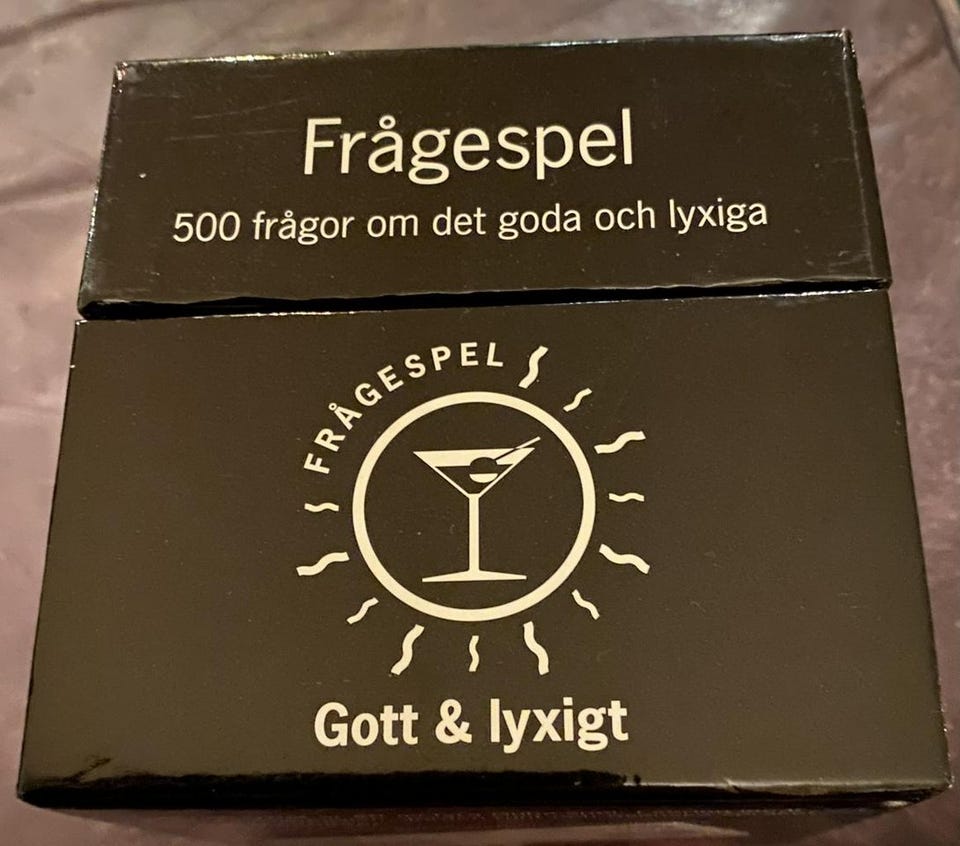 Frågespel
500 frågor om det goda och lyxiga
FRÅGESPEL
Gott & lyxigt